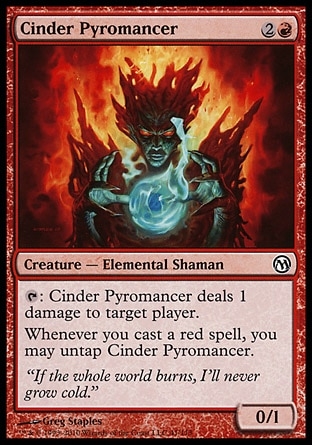 Cinder Pyromancer 2
Creature — Elemental Shaman
: Cinder Pyromancer deals 1
damage to target player.
Whenever you cast a red spell, you
may untap Cinder Pyromancer.
"If the whole world burns, I'll never
grow cold."
Greg Staples
0/1